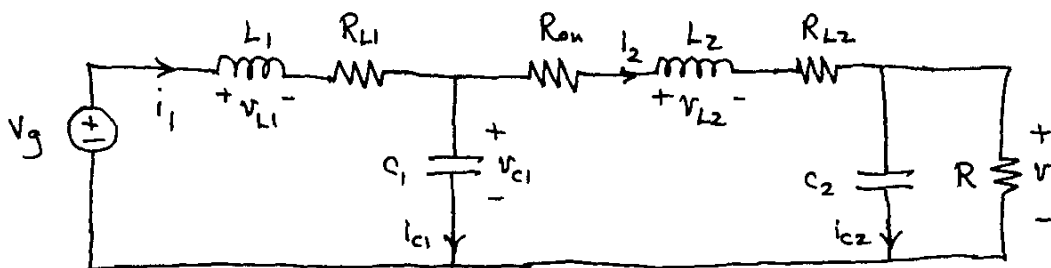 L1 RL1 Ron i2 L2 RL2
Vg + − i1 + vL1 − + vL2 −
C1 + vC1 − C2 R + v −
iC1 iC2